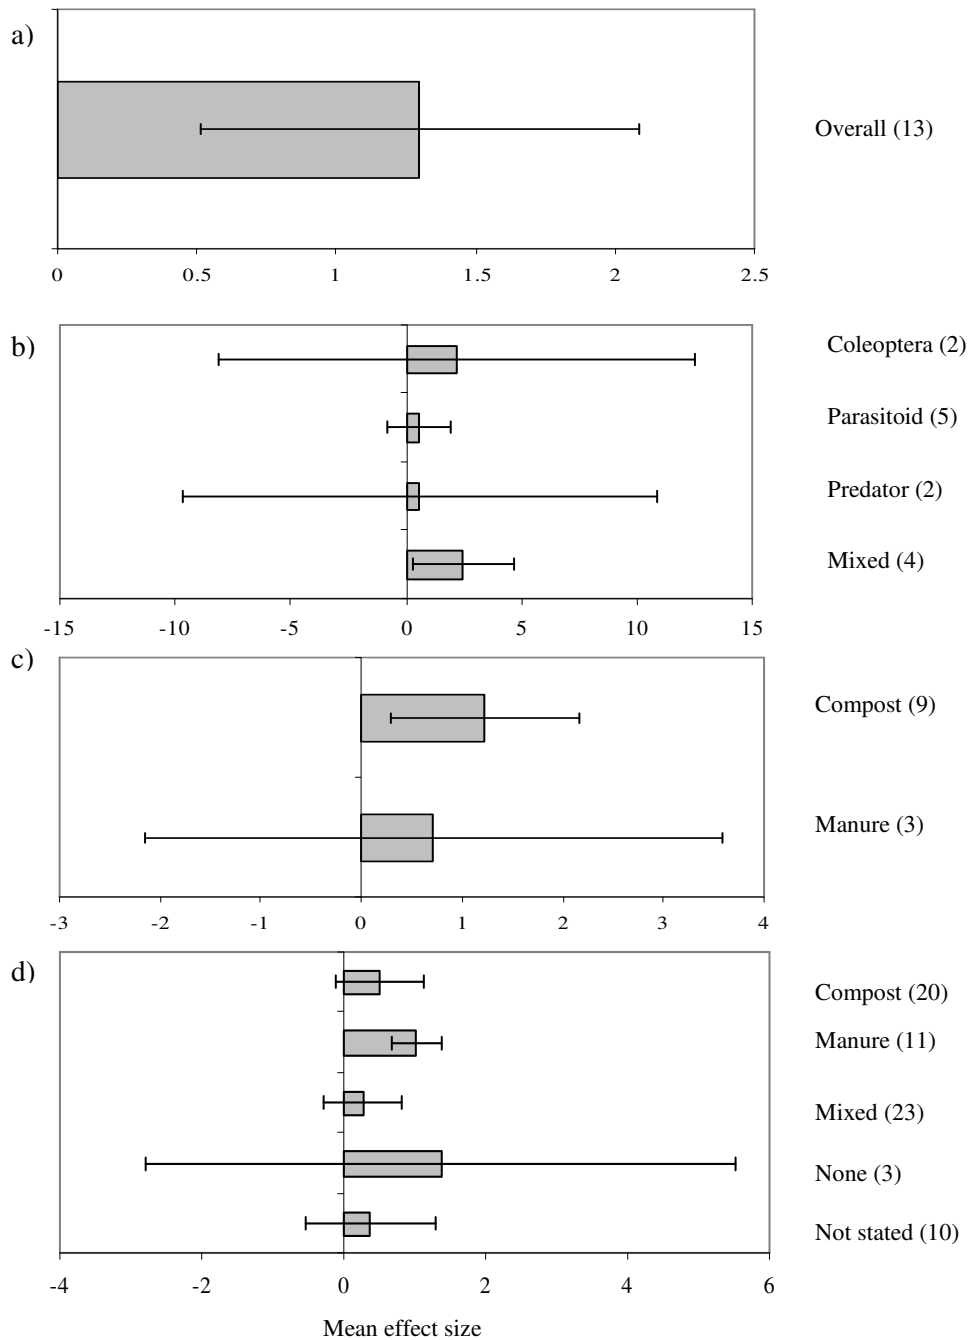 a)
Overall (13)
0 0.5 1 1.5 2 2.5
b)
Coleoptera (2)
Parasitoid (5)
Predator (2)
Mixed (4)
-15 -10 -5 0 5 10 15
c)
Compost (9)
Manure (3)
-3 -2 -1 0 1 2 3 4
d)
Compost (20)
Manure (11)
Mixed (23)
None (3)
Not stated (10)
-4 -2 0 2 4 6
Mean effect size